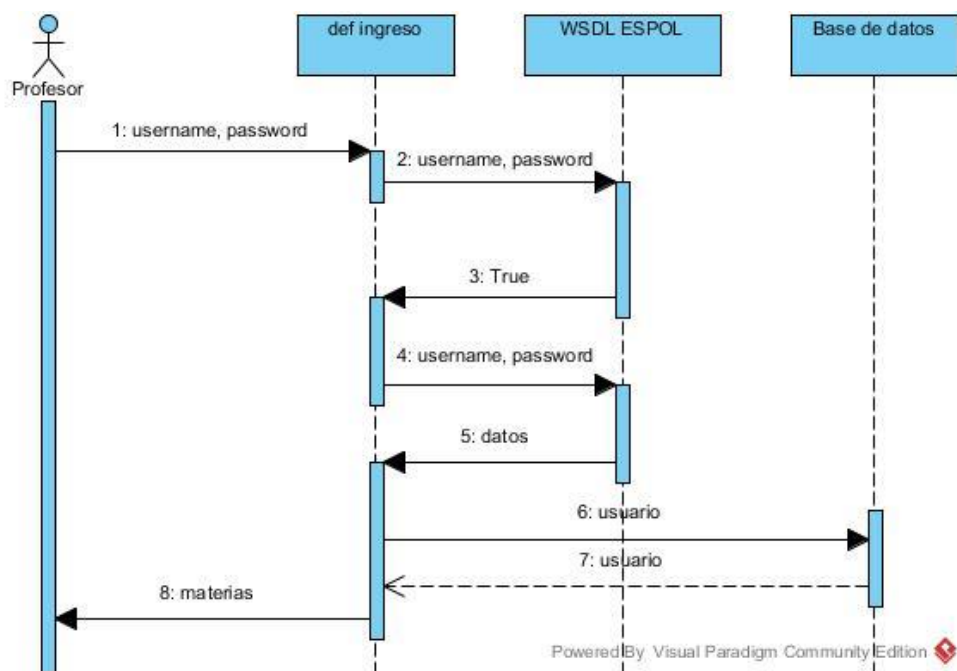 def ingreso
WSDL ESPOL
Base de datos
Profesor
1: username, password
2: username, password
3: True
4: username, password
5: datos
6: usuario
7: usuario
8: materias
Powered By Visual Paradigm Community Edition